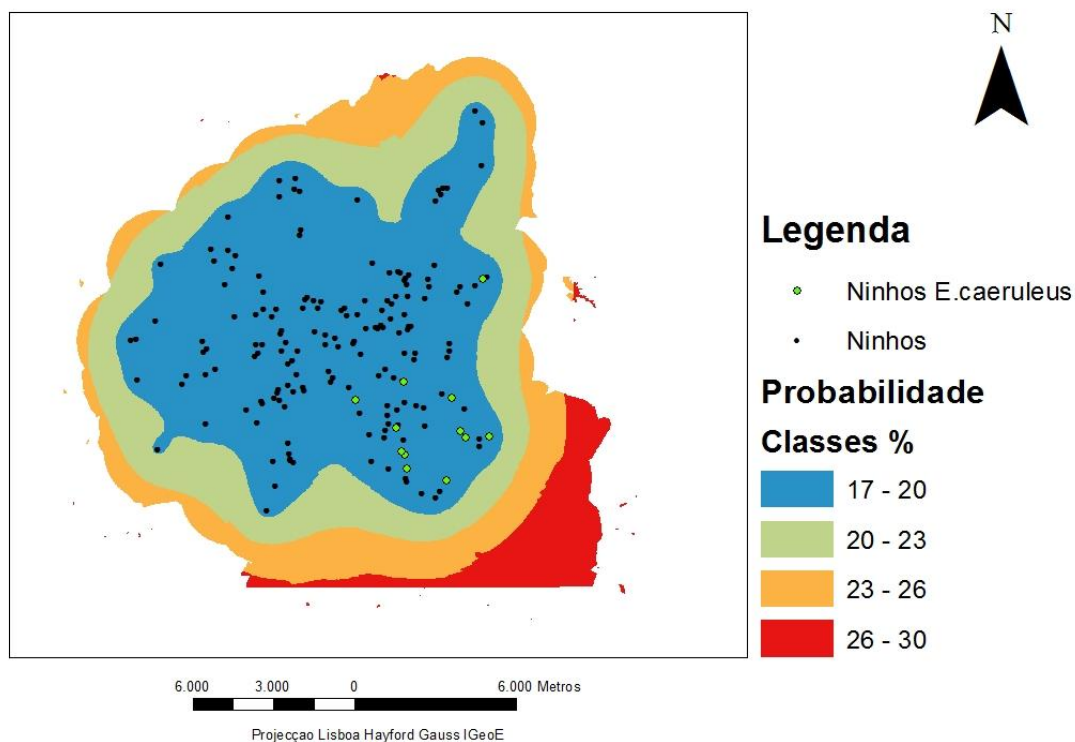 N
Legenda
Ninhos E.caeruleus
Ninhos
Probabilidade
Classes %
17 - 20
20 - 23
23 - 26
26 - 30
6.000 3.000 0 6.000 Metros
Projecçao Lisboa Hayford Gauss IGeoE